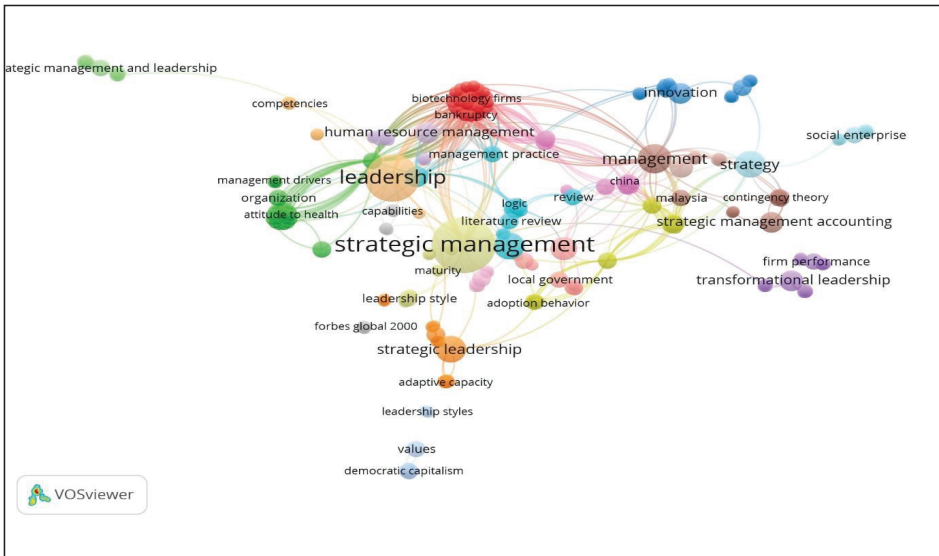 ategic management and leadership
competencies
biotechnology firms
bankruptcy
innovation
human resource management
social enterprise
management practice
management
strategy
leadership
management drivers
china
organization
logic
review
malaysia
contingency theory
attitude to health
capabilities
literature review
strategic management accounting
strategic management
firm performance
maturity
local government
transformational leadership
leadership style
adoption behavior
forbes global 2000
strategic leadership
adaptive capacity
leadership styles
values
democratic capitalism
VOSviewer